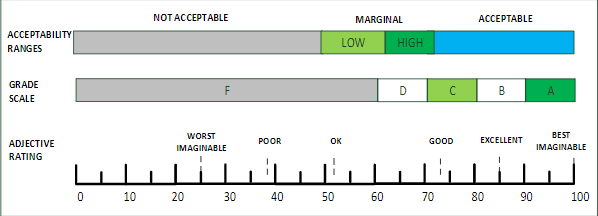 NOT ACCEPTABLE MARGINAL ACCEPTABLE
ACCEPTABILITY
RANGES
LOW HIGH
GRADE
SCALE
F D C B A
ADJECTIVE
RATING
WORST
IMAGINABLE
POOR OK GOOD EXCELLENT
BEST
IMAGINABLE
0 10 20 30 40 50 60 70 80 90 100